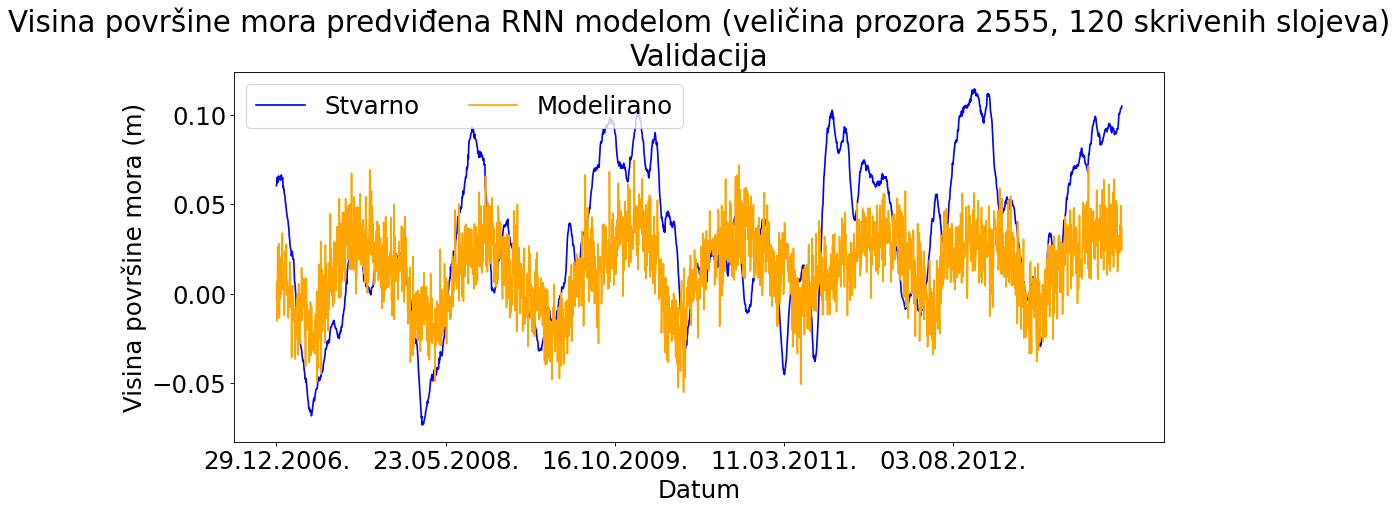 Visina površine mora predviđena RNN modelom (veličina prozora 2555, 120 skrivenih slojeva)
Validacija
Stvarno Modelirano
Visina površine mora (m)
0.10
0.05
0.00
−0.05
29.12.2006. 23.05.2008. 16.10.2009. 11.03.2011. 03.08.2012.
Datum